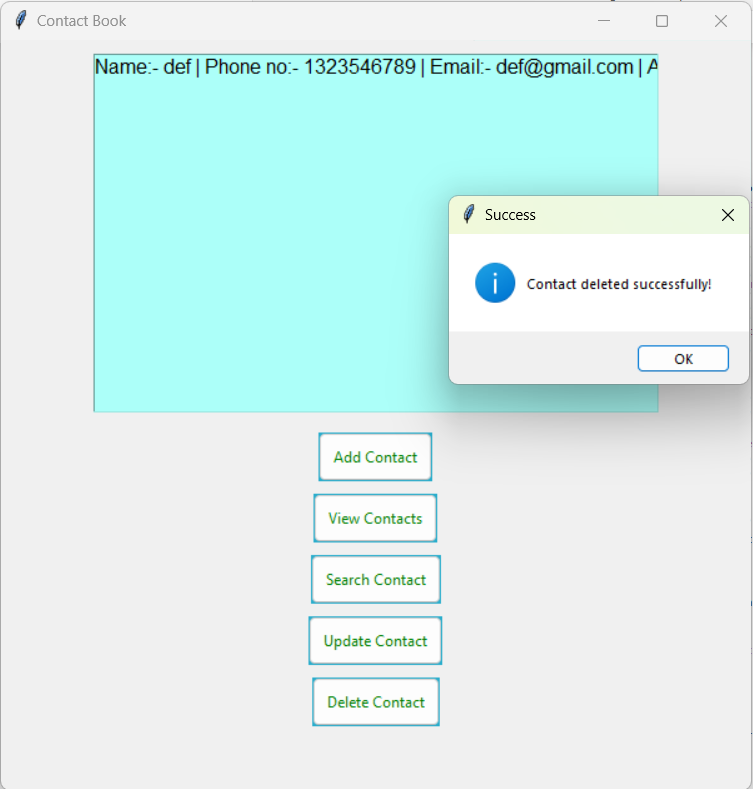 Contact Book
Name:- def | Phone no:- 1323546789 | Email:- def@gmail.com | A
Success
Contact deleted successfully!
OK
Add Contact
View Contacts
Search Contact
Update Contact
Delete Contact